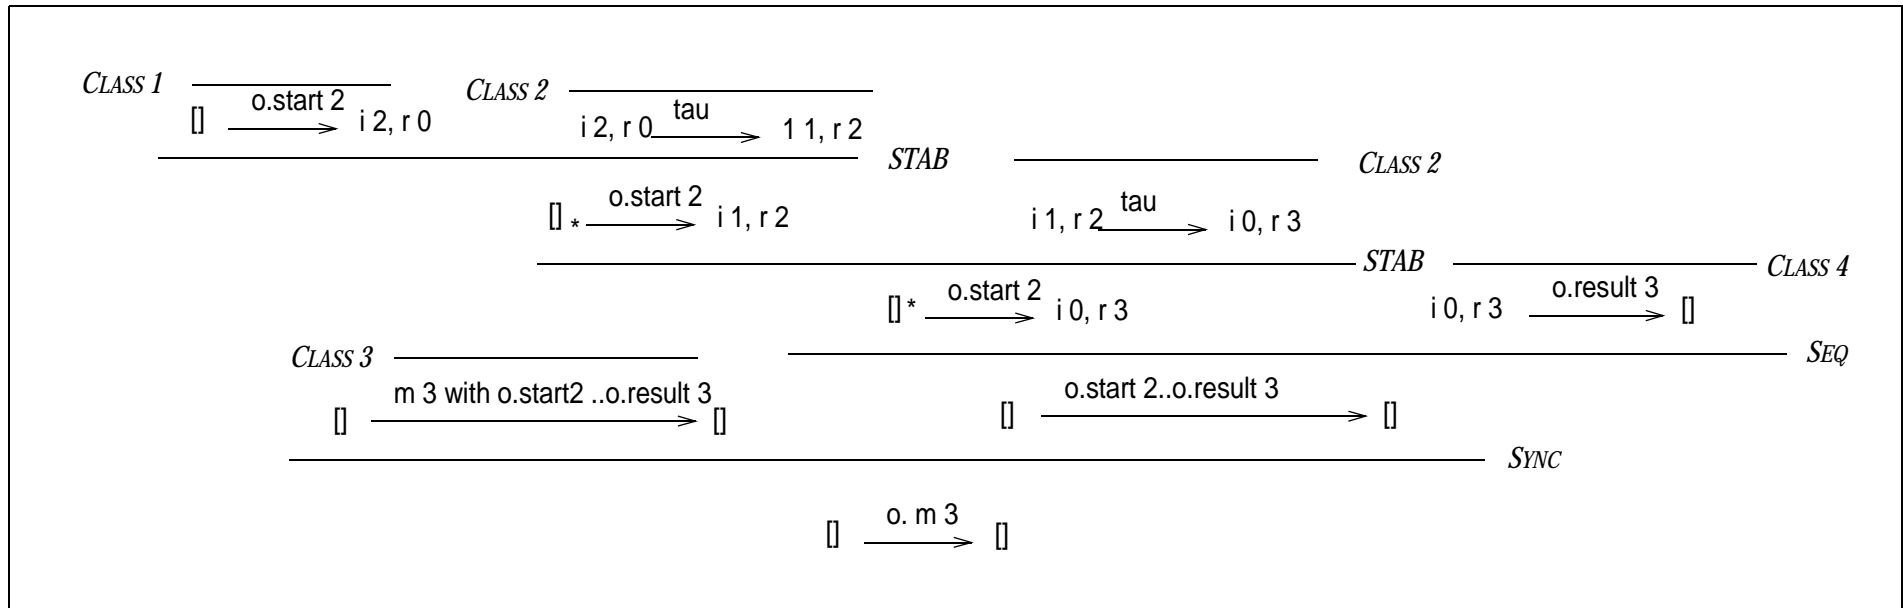 CLASS 1 CLASS 2
o.start 2 tau
[] i 2, r 0 i 2, r 0 1 1, r 2
STAB CLASS 2
o.start 2 tau
[] * i 1, r 2 i 1, r 2 i 0, r 3
STAB CLASS 4
o.start 2 o.result 3
[] * i 0, r 3 i 0, r 3 []
CLASS 3 SEQ
m 3 with o.start2 ..o.result 3 o.start 2..o.result 3
[] [] [] []
SYNC
o. m 3
[] []